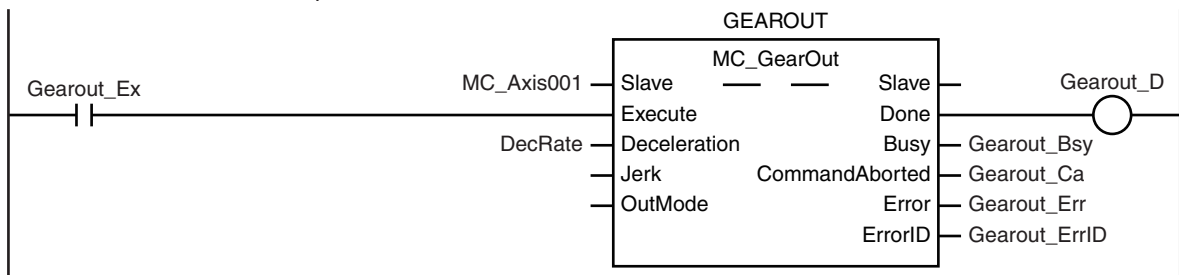 GEAROUT
MC_GearOut
Gearout_Ex
MC_Axis001 Slave Slave Gearout_D
Execute Done
DecRate Deceleration Busy Gearout_Bsy
Jerk CommandAborted Gearout_Ca
OutMode Error Gearout_Err
ErrorID Gearout_ErrID